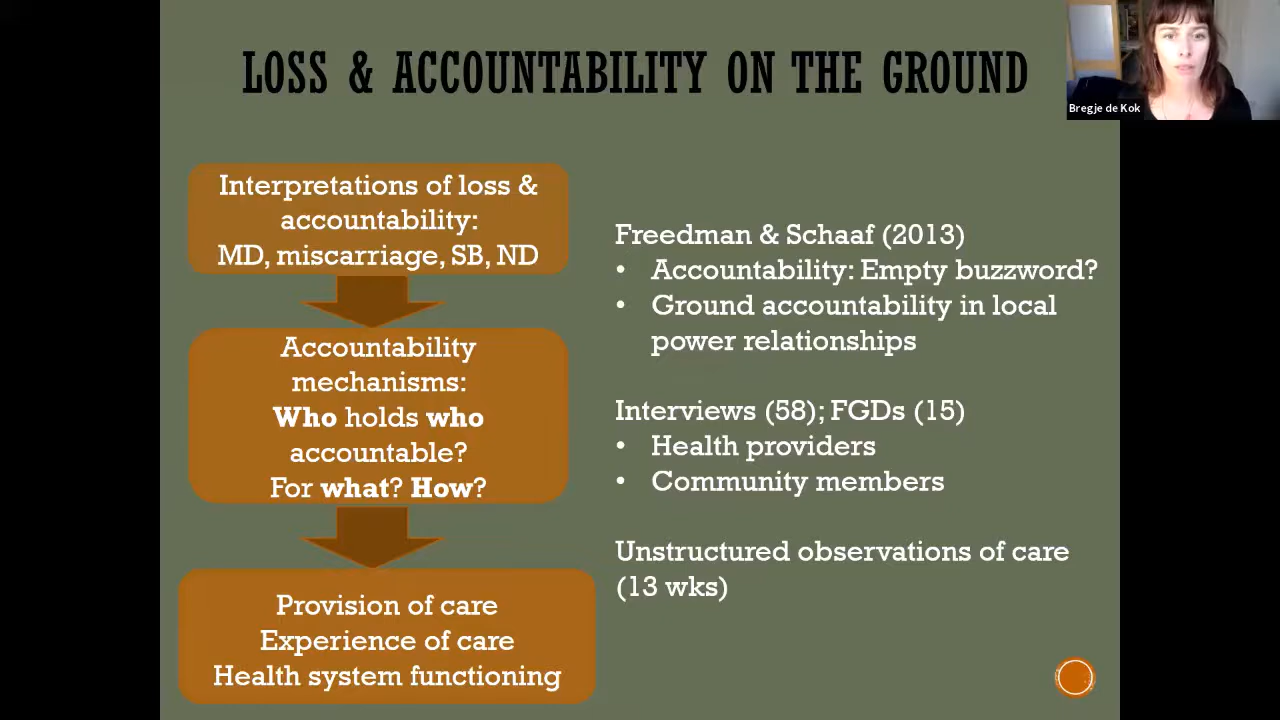 LOSS & ACCOUNTABILITY ON THE GROUND
Bregje de Kok
Interpretations of loss &
accountability:
MD, miscarriage, SB, ND
Accountability
mechanisms:
Who holds who
accountable?
For what? How?
Provision of care
Experience of care
Health system functioning
Freedman & Schaaf (2013)
• Accountability: Empty buzzword?
• Ground accountability in local
power relationships
Interviews (58); FGDs (15)
• Health providers
• Community members
Unstructured observations of care
(13 wks)